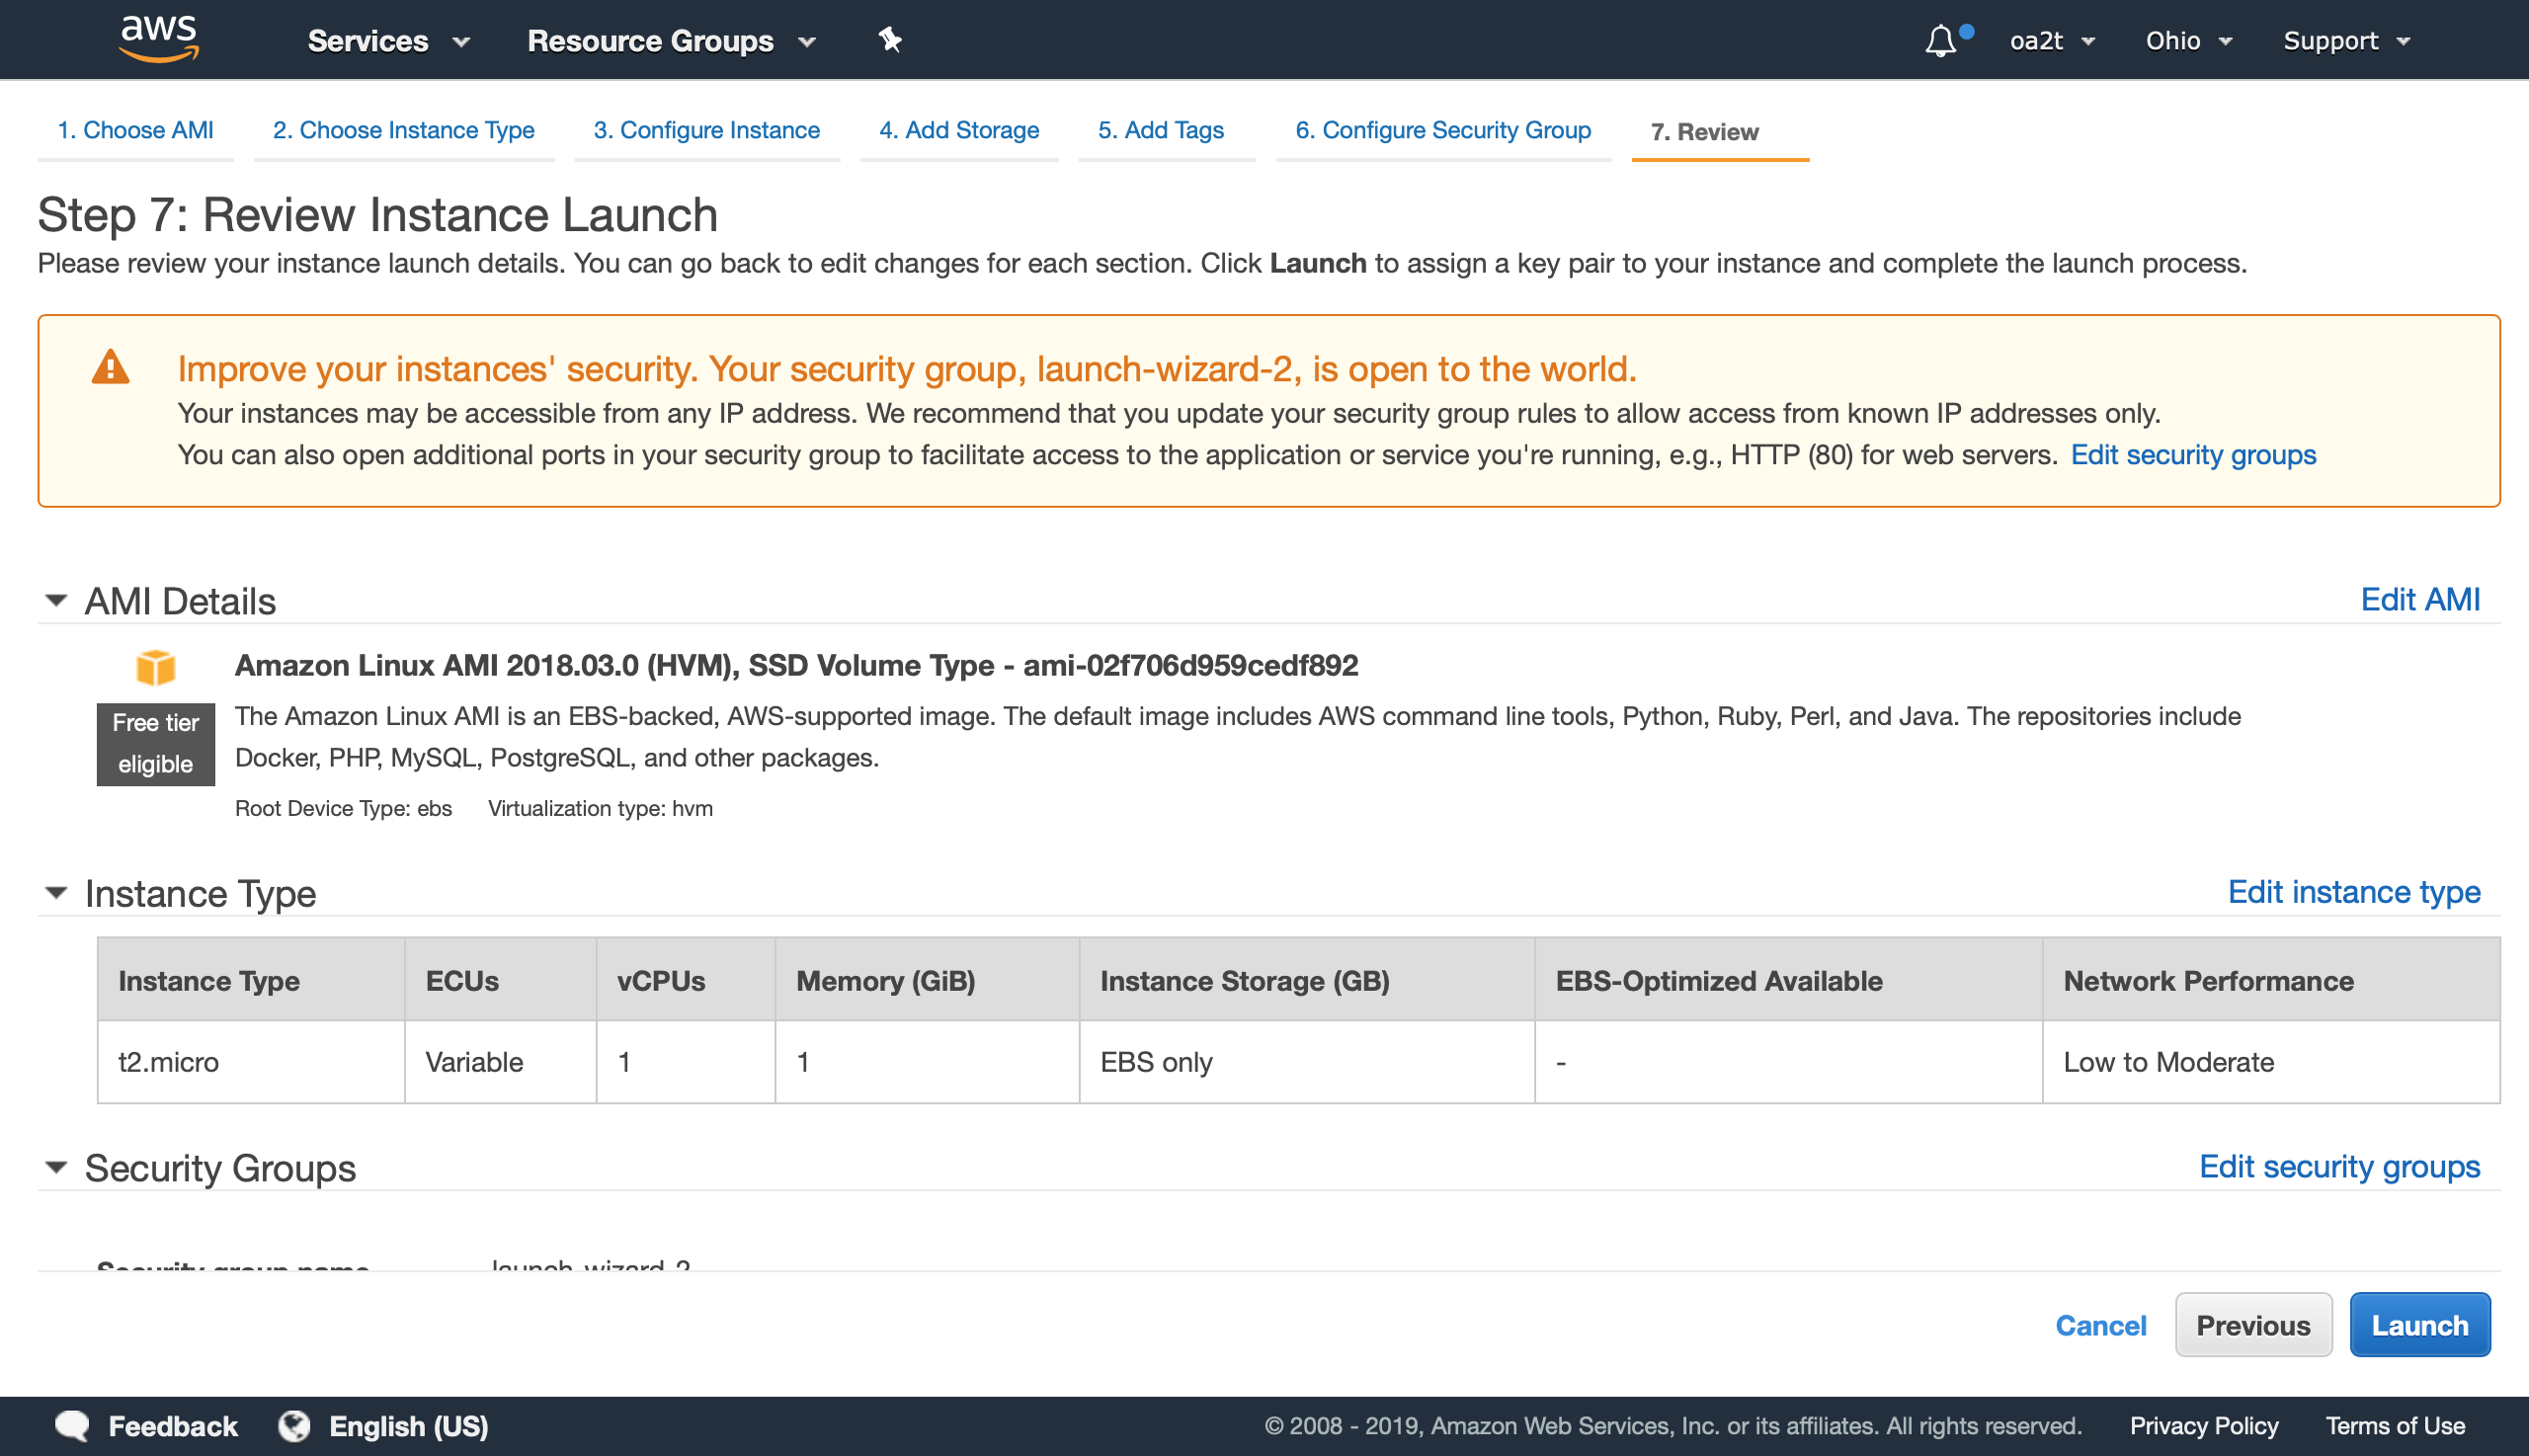 aws Services Resource Groups oa2t Ohio Support
1. Choose AMI 2. Choose Instance Type 3. Configure Instance 4. Add Storage 5. Add Tags 6. Configure Security Group 7. Review
Step 7: Review Instance Launch
Please review your instance launch details. You can go back to edit changes for each section. Click Launch to assign a key pair to your instance and complete the launch process.
Improve your instances' security. Your security group, launch-wizard-2, is open to the world.
Your instances may be accessible from any IP address. We recommend that you update your security group rules to allow access from known IP addresses only.
You can also open additional ports in your security group to facilitate access to the application or service you're running, e.g., HTTP (80) for web servers. Edit security groups
AMI Details Edit AMI
Amazon Linux AMI 2018.03.0 (HVM), SSD Volume Type - ami-02f706d959cedf892
Free tier
eligible
The Amazon Linux AMI is an EBS-backed, AWS-supported image. The default image includes AWS command line tools, Python, Ruby, Perl, and Java. The repositories include
Docker, PHP, MySQL, PostgreSQL, and other packages.
Root Device Type: ebs Virtualization type: hvm
Instance Type Edit instance type
Instance Type ECUs vCPUs Memory (GiB) Instance Storage (GB) EBS-Optimized Available Network Performance
t2.micro Variable 1 1 EBS only - Low to Moderate
Security Groups Edit security groups
Security group name launch-wizard-2
Cancel Previous Launch
Feedback English (US) © 2008 - 2019, Amazon Web Services, Inc. or its affiliates. All rights reserved. Privacy Policy Terms of Use